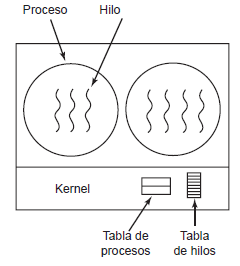 Proceso
Hilo
Kernel
Tabla de
procesos
Tabla
de hilos